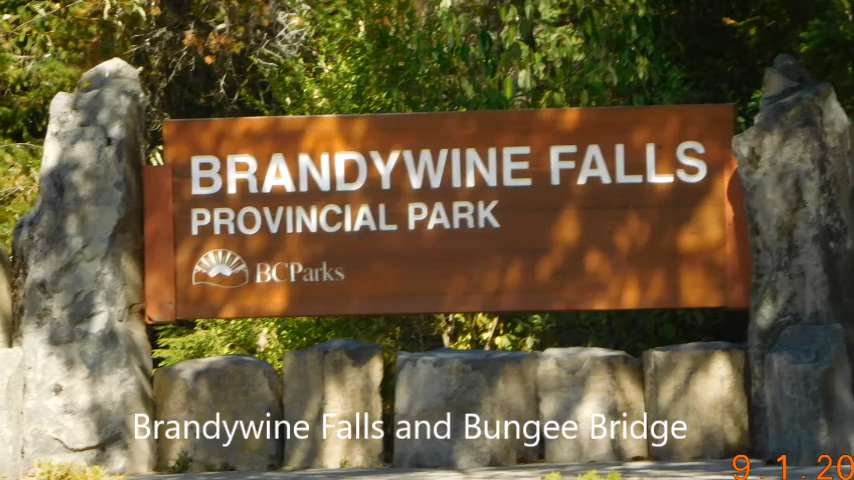 BRANDYWINE FALLS
PROVINCIAL PARK
BCParks
Brandywine Falls and Bungee Bridge
9.1.20